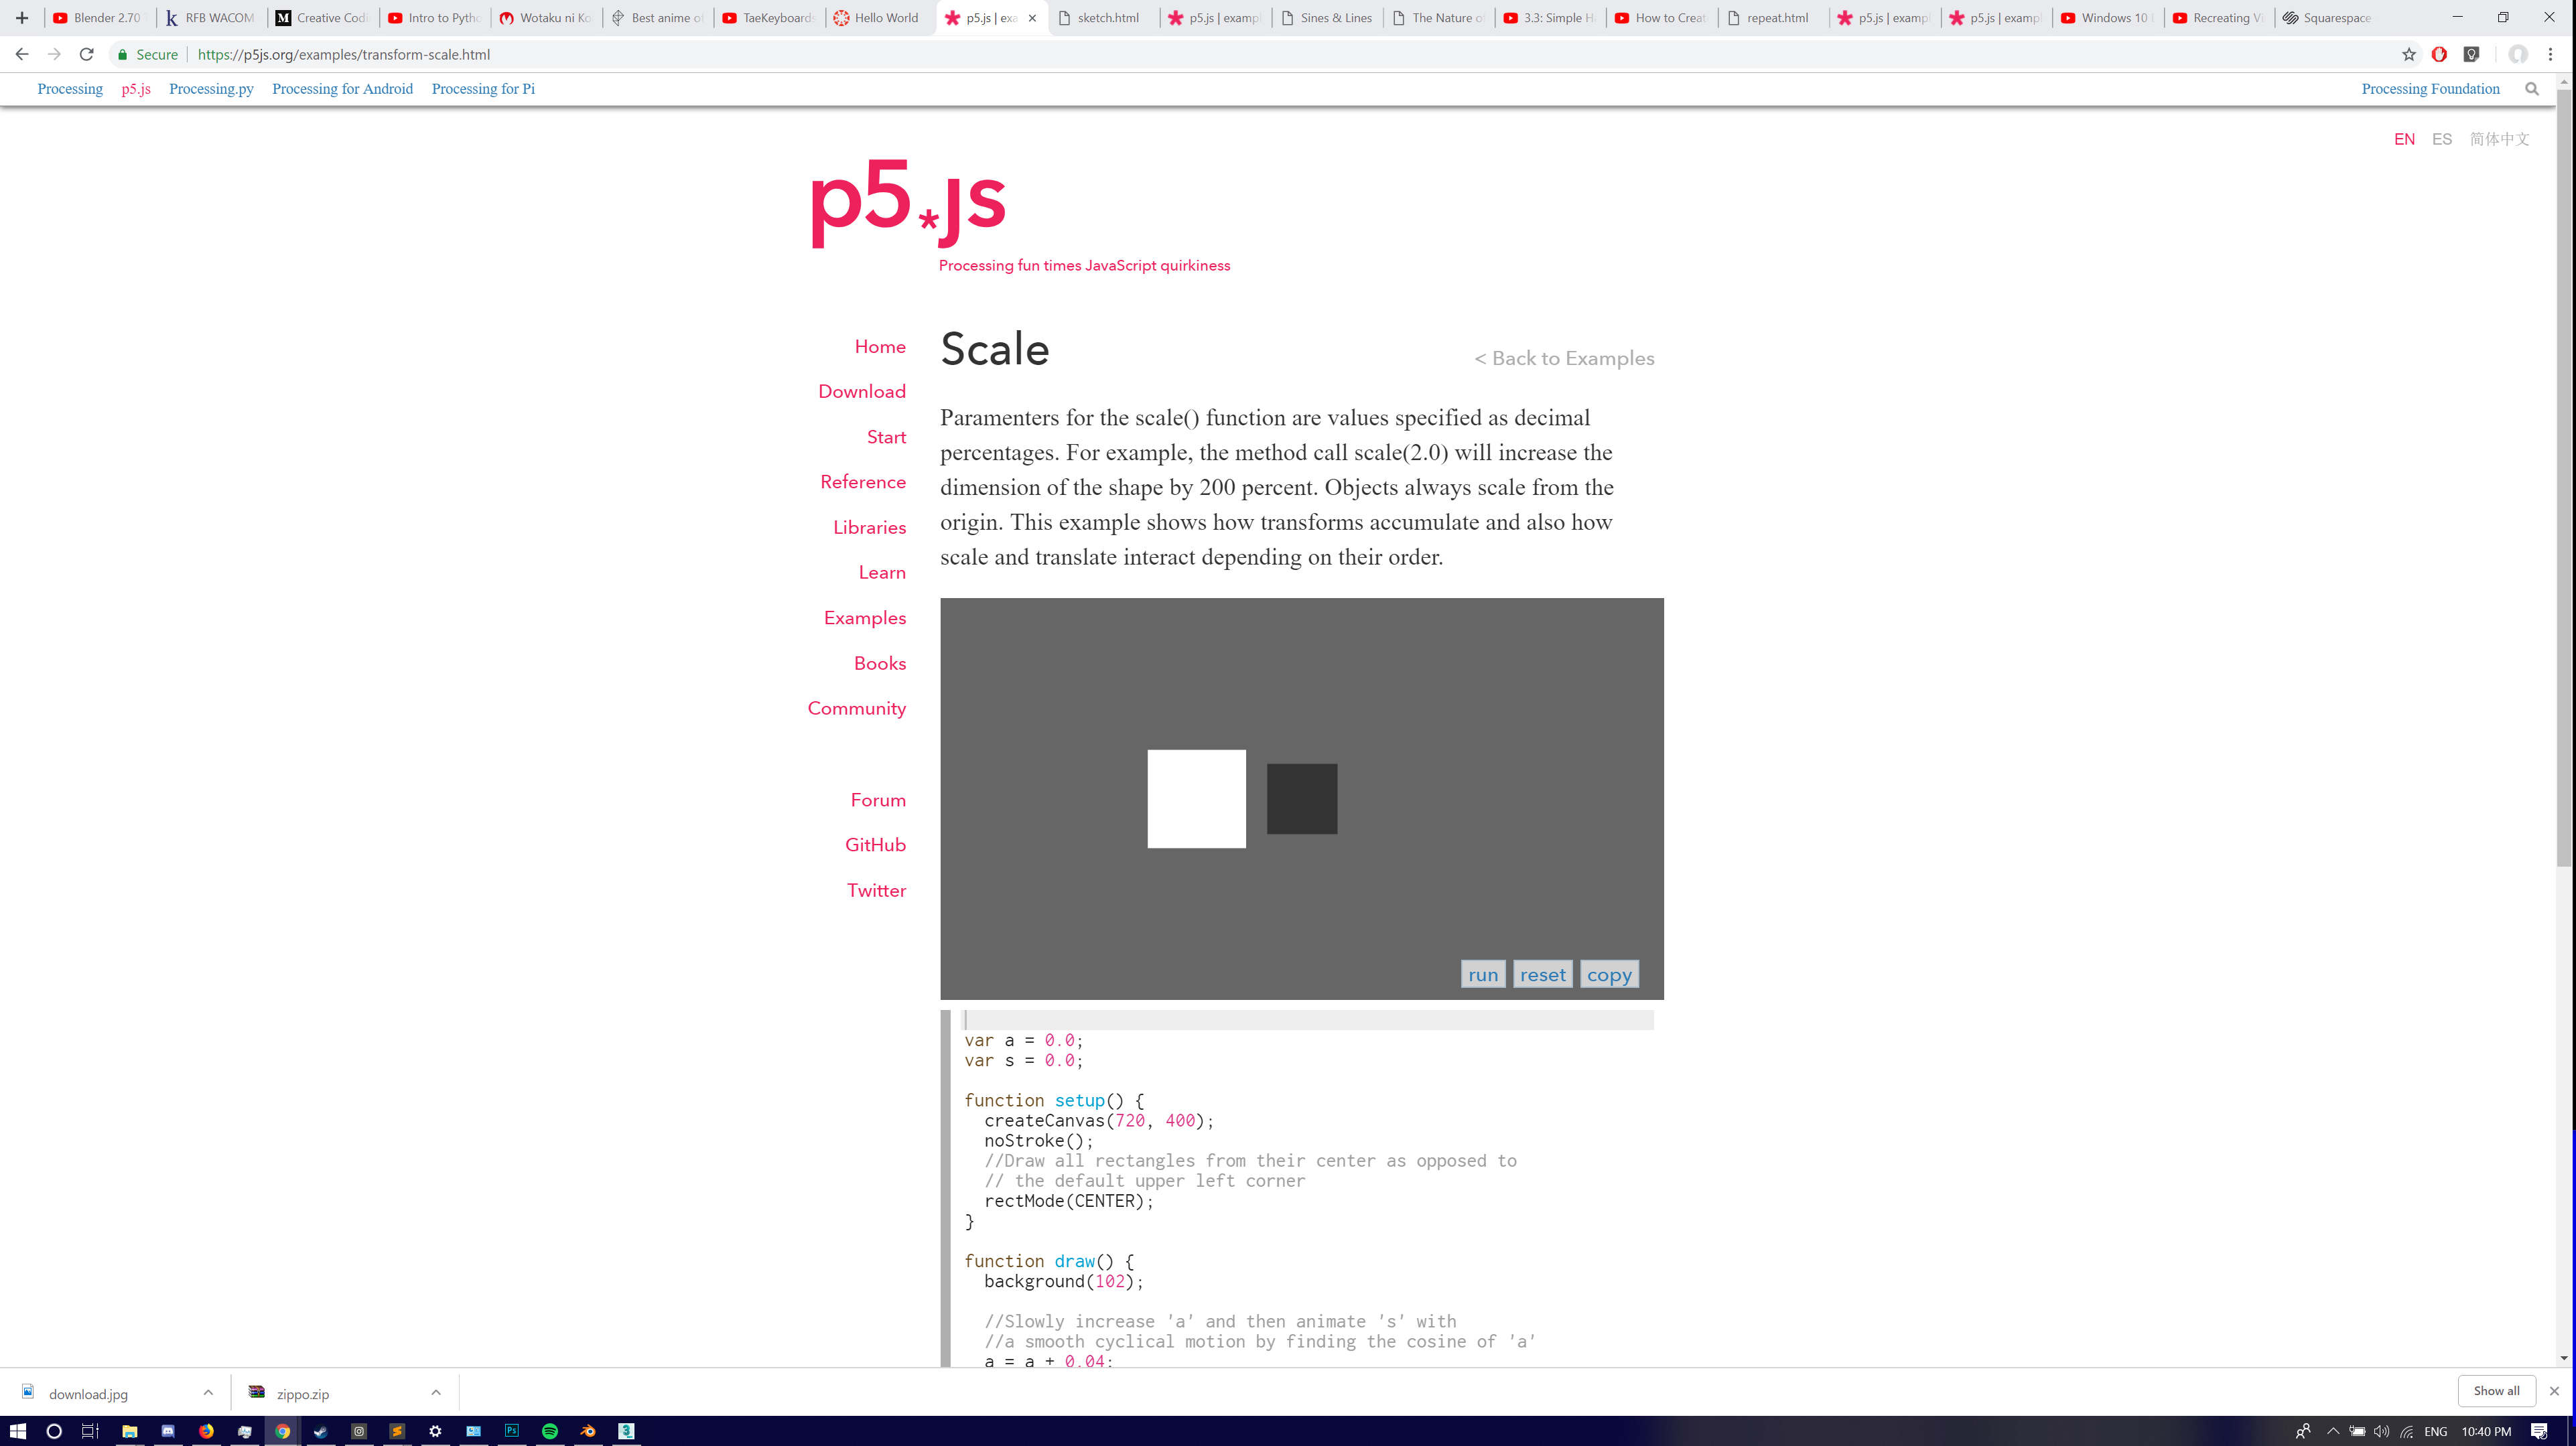 Blender 2.70 T
RFB WACOM
Creative Codi
Intro to Pytho
Wotaku ni Ko
Best anime of
TaeKeyboards
Hello World
p5.js | exa
sketch.html
p5.js | exampl
Sines & Lines
The Nature of
3.3: Simple Ha
How to Creat
repeat.html
p5.js | exampl
p5.js | exampl
Windows 10 L
Recreating Vi
Squarespace
Secure https://p5js.org/examples/transform-scale.html
Processing p5.js Processing.py Processing for Android Processing for Pi Processing Foundation
EN ES 简体中文
p5.*js
Processing fun times JavaScript quirkiness
Home
Download
Start
Reference
Libraries
Learn
Examples
Books
Community
Forum
GitHub
Twitter
Scale
< Back to Examples
Paramenters for the scale() function are values specified as decimal
percentages. For example, the method call scale(2.0) will increase the
dimension of the shape by 200 percent. Objects always scale from the
origin. This example shows how transforms accumulate and also how
scale and translate interact depending on their order.
run reset copy
var a = 0.0;
var s = 0.0;
function setup() {
createCanvas(720, 400);
noStroke();
//Draw all rectangles from their center as opposed to
// the default upper left corner
rectMode(CENTER);
}
function draw() {
background(102);
//Slowly increase 'a' and then animate 's' with
//a smooth cyclical motion by finding the cosine of 'a'
a = a + 0.04;
download.jpg
zippo.zip
Show all
ENG 10:40 PM